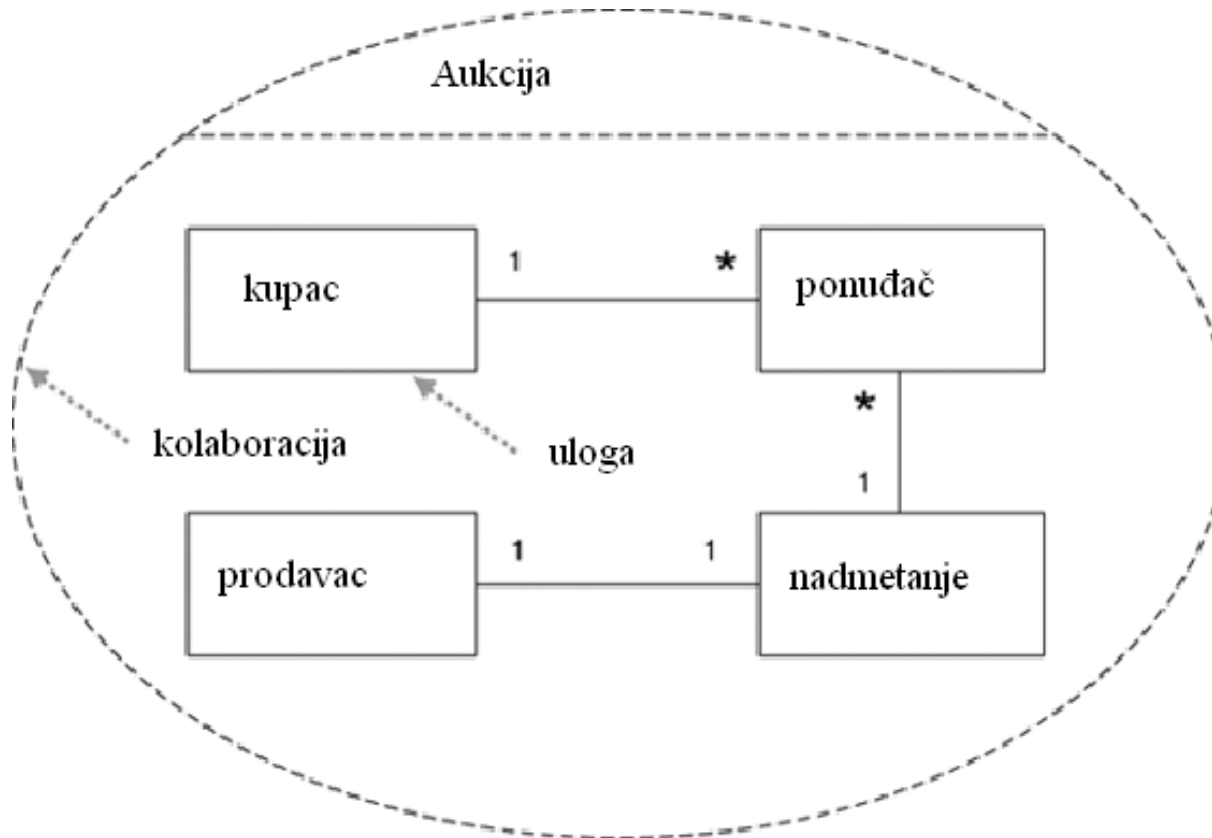 Aukcija
kupac
1
*
ponuđač
*
kolaboracija
uloga
1
prodavac
1
1
nadmetanje